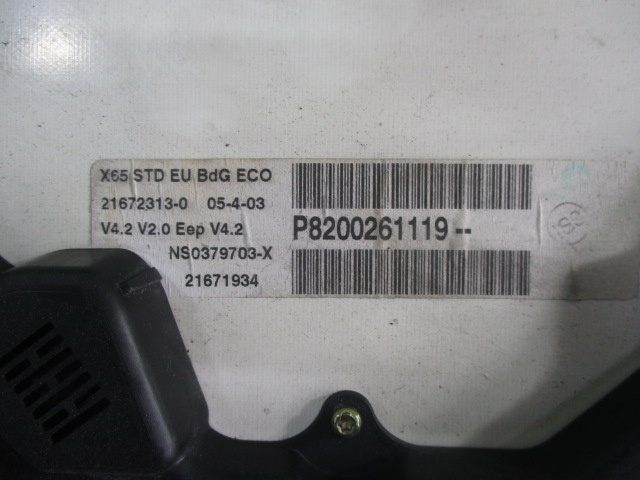 X65 STD EU BdG ECO
21672313-0 05-4-03
V4.2 V2.0 Eep V4.2
NS0379703-X
21671934
P8200261119--